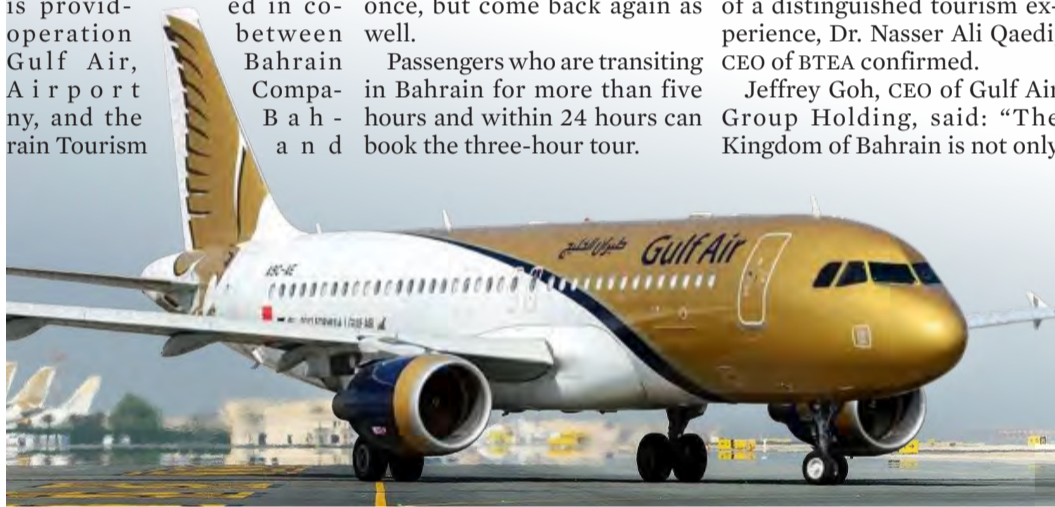 is provid- ed in co-
operation between
Gulf Air, Bahrain
Airport Compa-
ny, and the Bah-
rain Tourism and
once, but come back again as
well.
Passengers who are transiting
in Bahrain for more than five
hours and within 24 hours can
book the three-hour tour.
of a distinguished tourism ex-
perience, Dr. Nasser Ali Qaedi
CEO of BTEA confirmed.
Jeffrey Goh, CEO of Gulf Air
Group Holding, said: “The
Kingdom of Bahrain is not only
طيران الخليج Gulf Air
A9C-AE